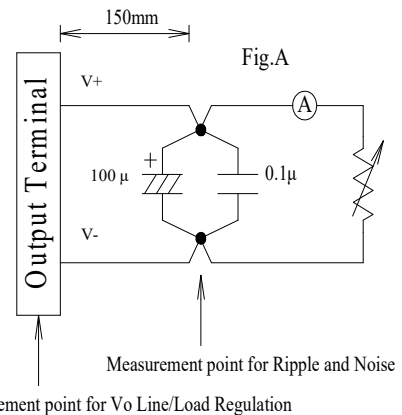 150mm
Fig.A
V+
A
Output Terminal
+
100 μ
0.1μ
V-
Measurement point for Ripple and Noise
ement point for Vo Line/Load Regulation